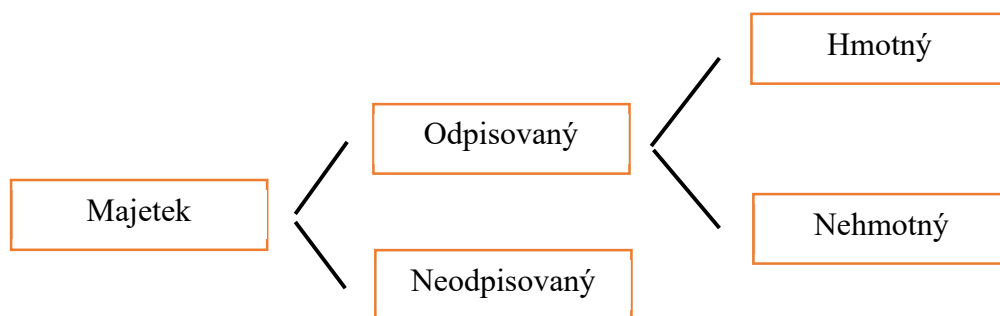 Hmotný
Odpisovaný
Majetek
Nehmotný
Neodpisovaný